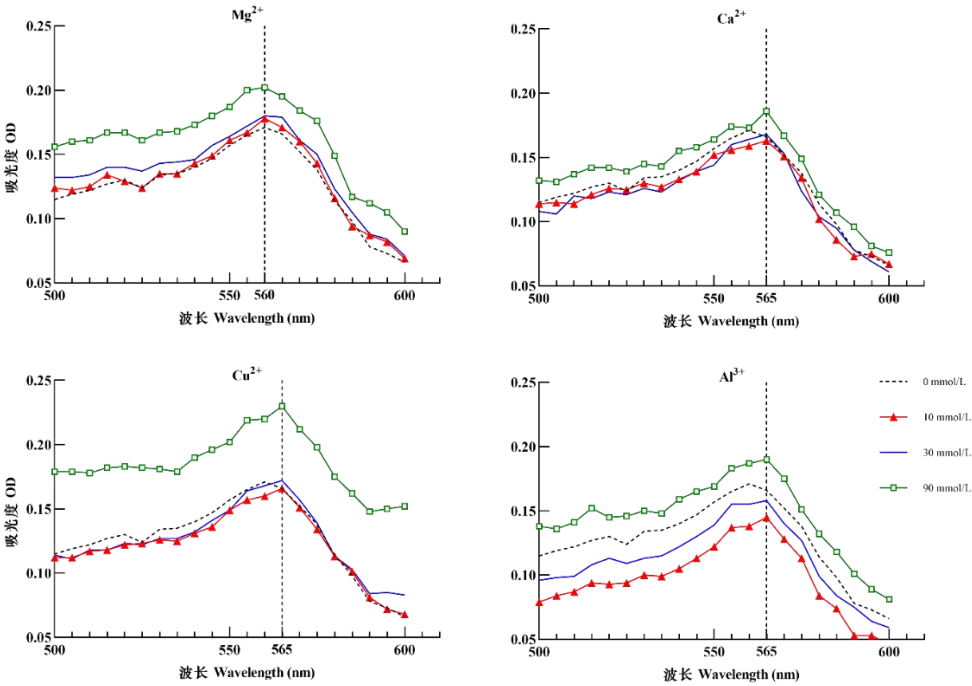 Mg2+
0.25
0.20
0.15
0.10
0.05
吸光度 OD
500
550
560
600
波长 Wavelength (nm)
Ca2+
0.25
0.20
0.15
0.10
0.05
500
550
565
600
波长 Wavelength (nm)
Cu2+
0.25
0.20
0.15
0.10
0.05
吸光度 OD
500
550
565
600
波长 Wavelength (nm)
Al3+
0.25
0.20
0.15
0.10
0.05
500
550
565
600
波长 Wavelength (nm)
0 mmol/L
10 mmol/L
30 mmol/L
90 mmol/L